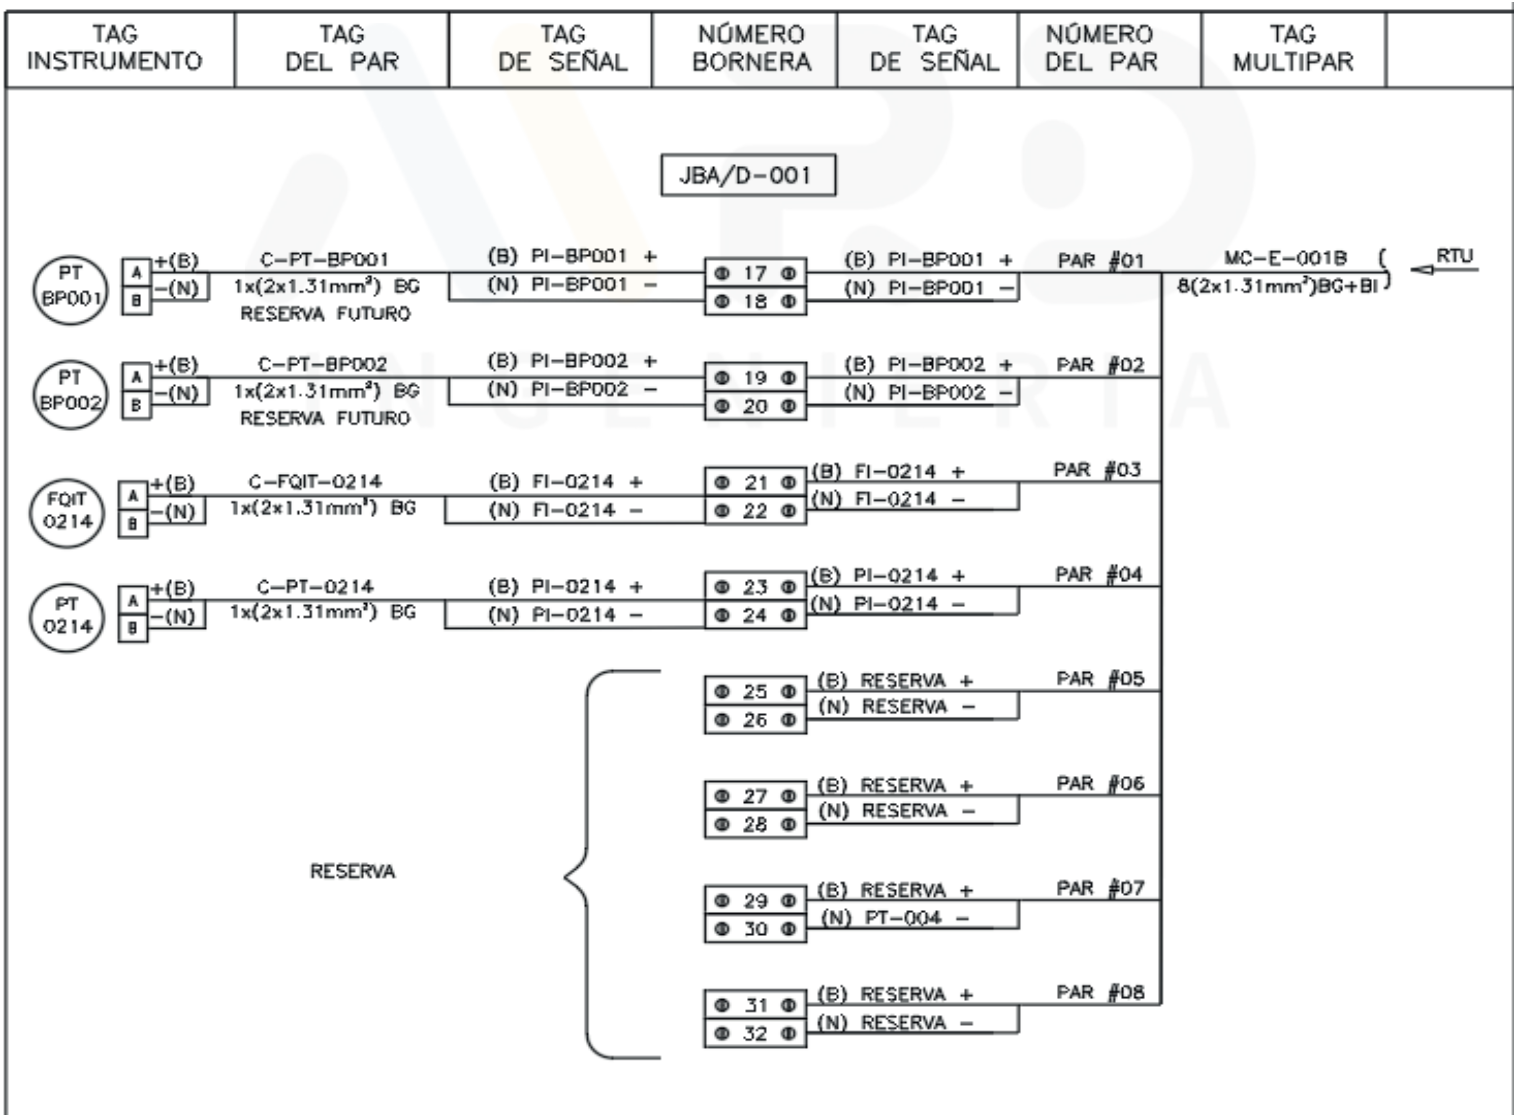 TAG INSTRUMENTO
TAG DEL PAR
TAG DE SEÑAL
NÚMERO BORNERA
TAG DE SEÑAL
NÚMERO DEL PAR
TAG MULTIPAR
JBA/D-001
PT BP001
A +(B)
B -(N)
C-PT-BP001
1x(2x1.31mm²) BG
RESERVA FUTURO
(B) PI-BP001 +
(N) PI-BP001 -
17
18
(B) PI-BP001 +
(N) PI-BP001 -
PAR #01
MC-E-001B
8(2x1.31mm²)BG+BI
RTU
PT BP002
A +(B)
B -(N)
C-PT-BP002
1x(2x1.31mm²) BG
RESERVA FUTURO
(B) PI-BP002 +
(N) PI-BP002 -
19
20
(B) PI-BP002 +
(N) PI-BP002 -
PAR #02
INGENIERIA
FQIT 0214
A +(B)
B -(N)
C-FQIT-0214
1x(2x1.31mm²) BG
(B) FI-0214 +
(N) FI-0214 -
21
22
(B) FI-0214 +
(N) FI-0214 -
PAR #03
PT 0214
A +(B)
B -(N)
C-PT-0214
1x(2x1.31mm²) BG
(B) PI-0214 +
(N) PI-0214 -
23
24
(B) PI-0214 +
(N) PI-0214 -
PAR #04
RESERVA
25
26
(B) RESERVA +
(N) RESERVA -
PAR #05
27
28
(B) RESERVA +
(N) RESERVA -
PAR #06
29
30
(B) RESERVA +
(N) PT-004 -
PAR #07
31
32
(B) RESERVA +
(N) RESERVA -
PAR #08